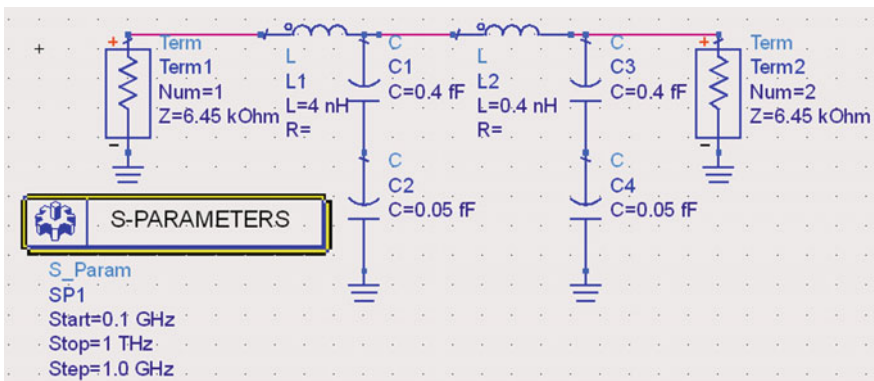 Term
Term1
Num=1
Z=6.45 kOhm
L
L1
L=4 nH
R=
C
C1
C=0.4 fF
L
L2
L=0.4 nH
R=
C
C3
C=0.4 fF
Term
Term2
Num=2
Z=6.45 kOhm
C
C2
C=0.05 fF
C
C4
C=0.05 fF
S-PARAMETERS
S_Param
SP1
Start=0.1 GHz
Stop=1 THz
Step=1.0 GHz